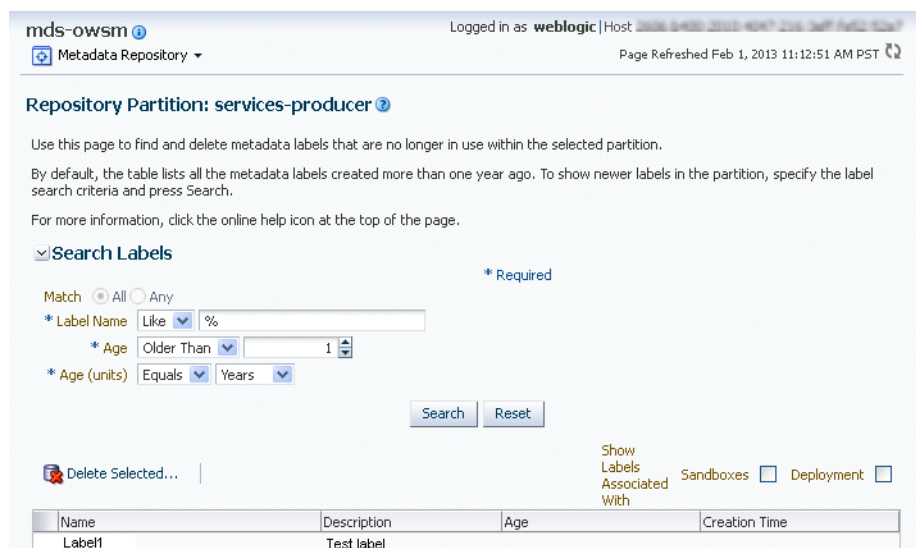 mds-owsm
Logged in as weblogic|Host
Metadata Repository
Page Refreshed Feb 1, 2013 11:12:51 AM PST
Repository Partition: services-producer
Use this page to find and delete metadata labels that are no longer in use within the selected partition.
By default, the table lists all the metadata labels created more than one year ago. To show newer labels in the partition, specify the label
search criteria and press Search.
For more information, click the online help icon at the top of the page.
Search Labels
* Required
Match All Any
* Label Name Like %
* Age Older Than 1
* Age (units) Equals Years
Search Reset
Delete Selected...
Show
Labels
Associated
With
Sandboxes Deployment
Name Description Age Creation Time
Label1 Test label